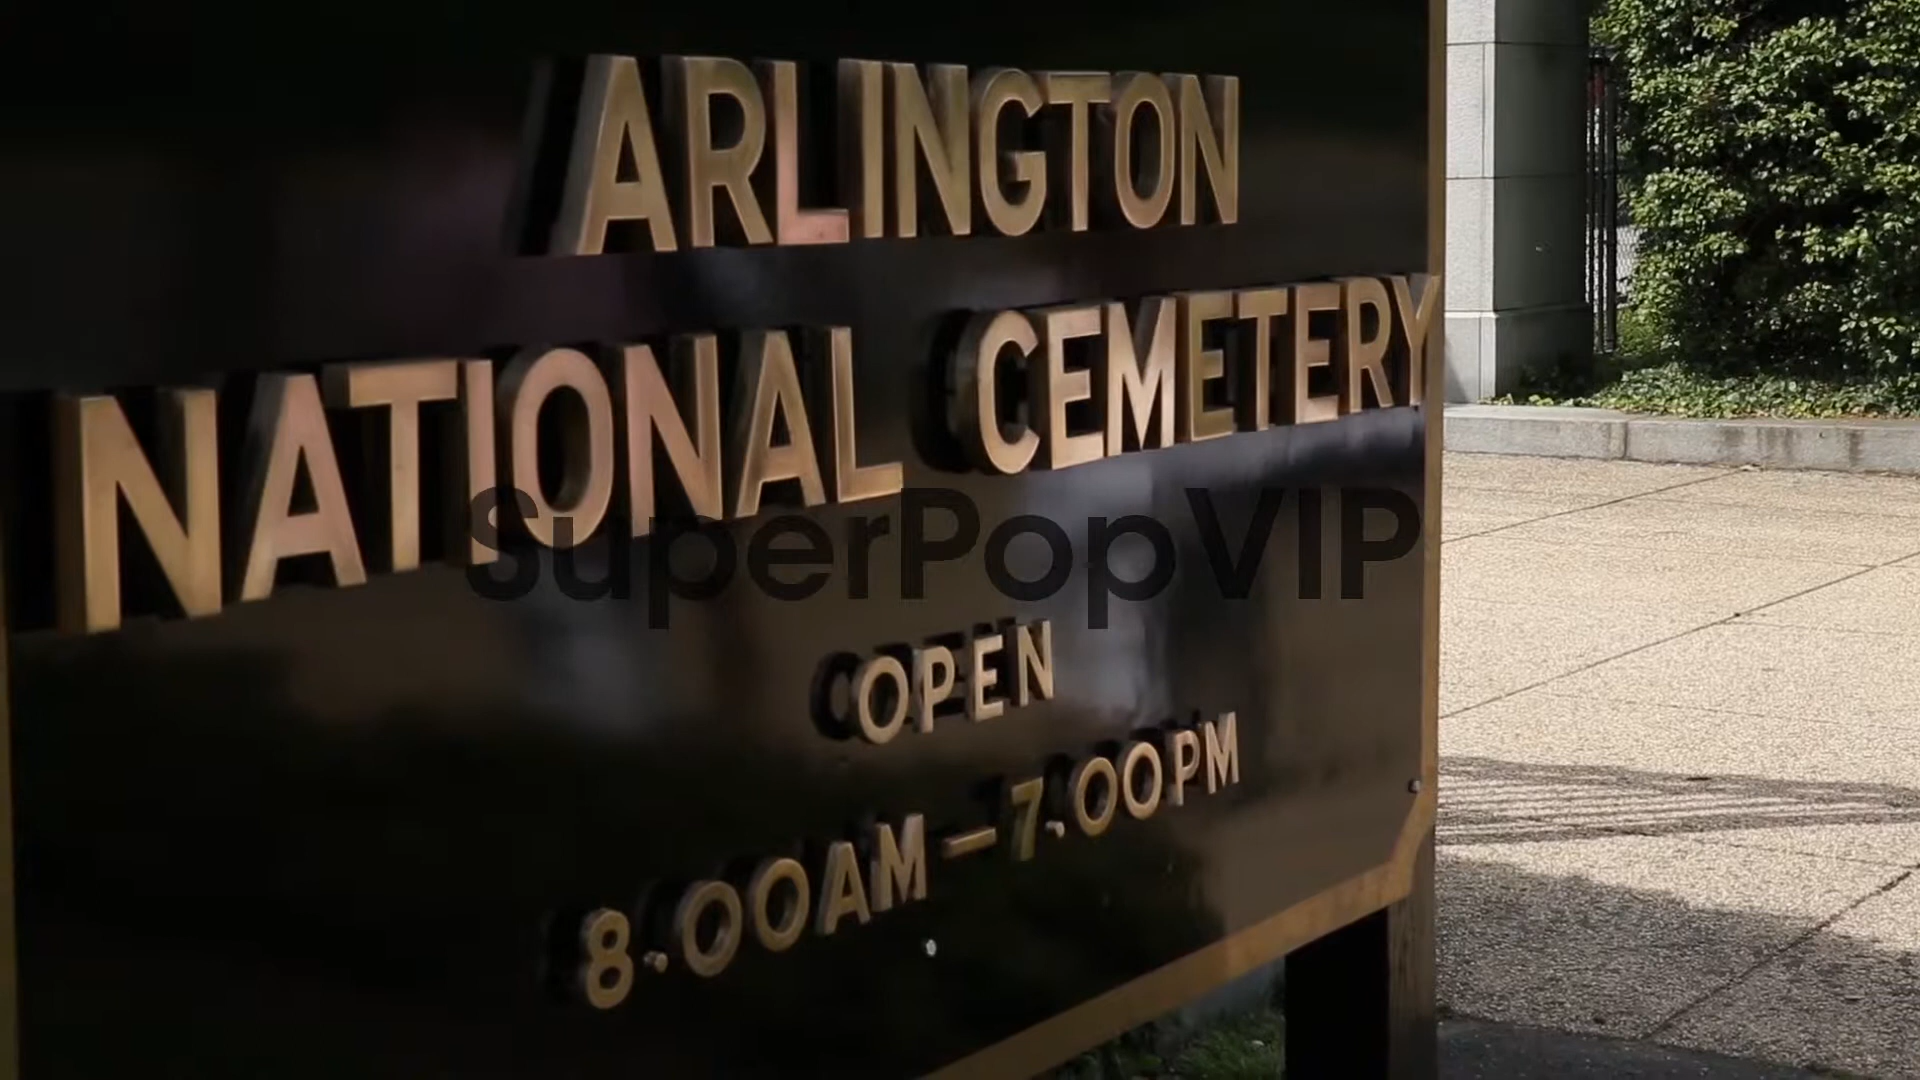 ARLINGTON
NATIONAL CEMETERY
SuperPopVIP
OPEN
8.00AM—7.00PM